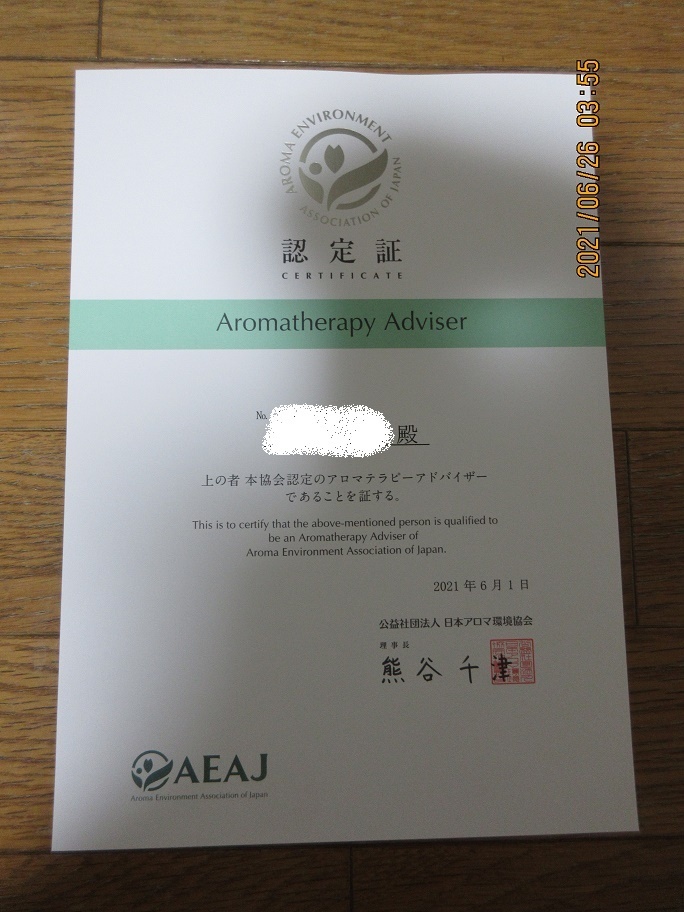 AROMA ENVIRONMENT
ASSOCIATION OF JAPAN
認定証
CERTIFICATE
Aromatherapy Adviser
No.
殿
上の者 本協会認定のアロマテラピーアドバイザー
であることを証する。
This is to certify that the above-mentioned person is qualified to
be an Aromatherapy Adviser of
Aroma Environment Association of Japan.
2021年6月1日
公益社団法人 日本アロマ環境協会
理事長
熊谷千津
AEAJ
Aroma Environment Association of Japan
2021/06/26 03:55